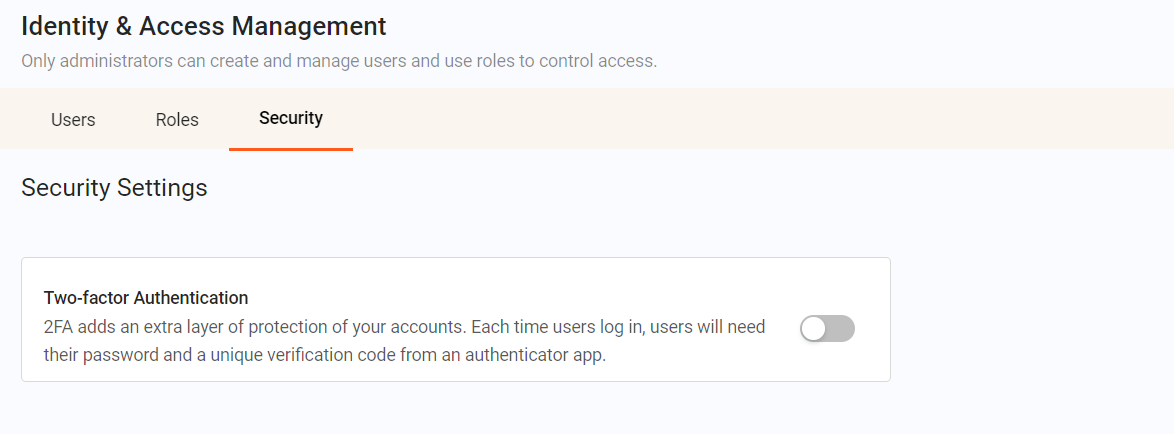 Identity & Access Management
Only administrators can create and manage users and use roles to control access.
Users Roles Security
Security Settings
Two-factor Authentication
2FA adds an extra layer of protection of your accounts. Each time users log in, users will need
their password and a unique verification code from an authenticator app.